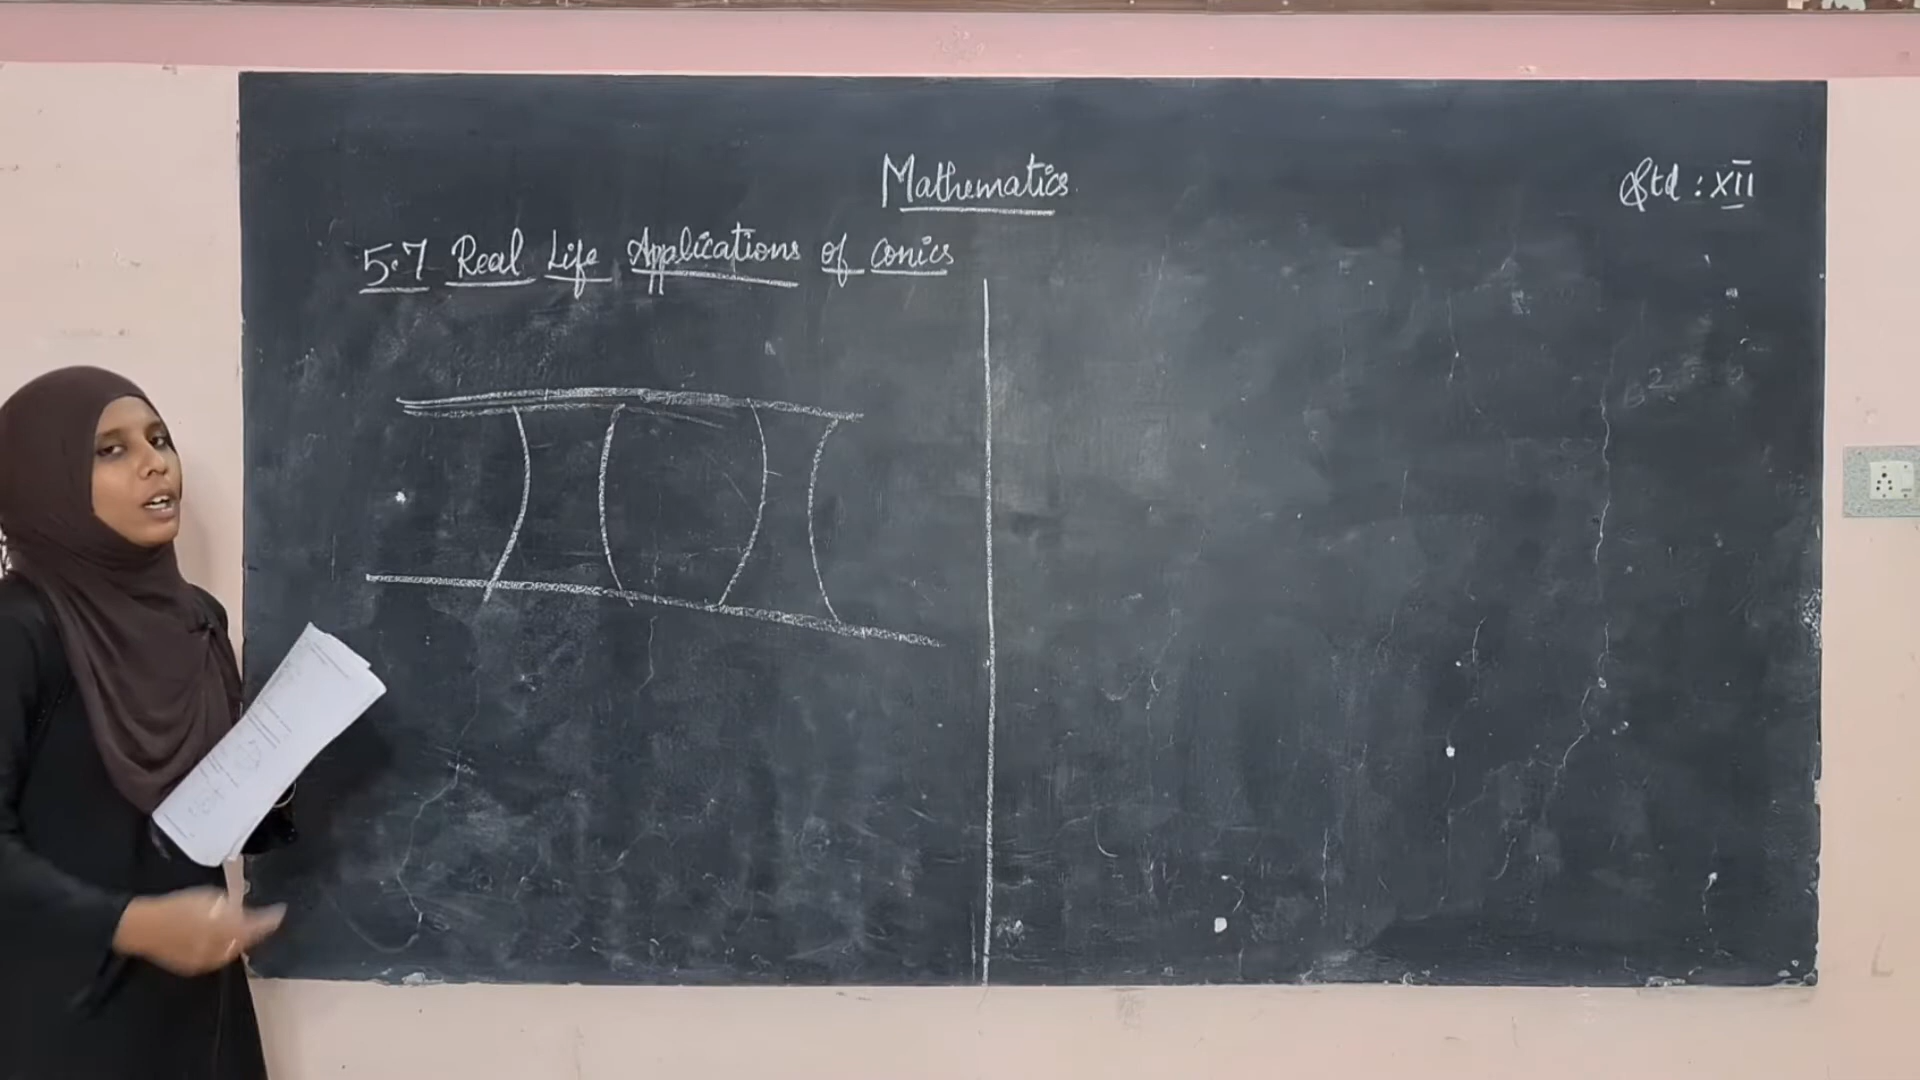 Mathematics
Std : XII
5.7 Real Life Applications of conics